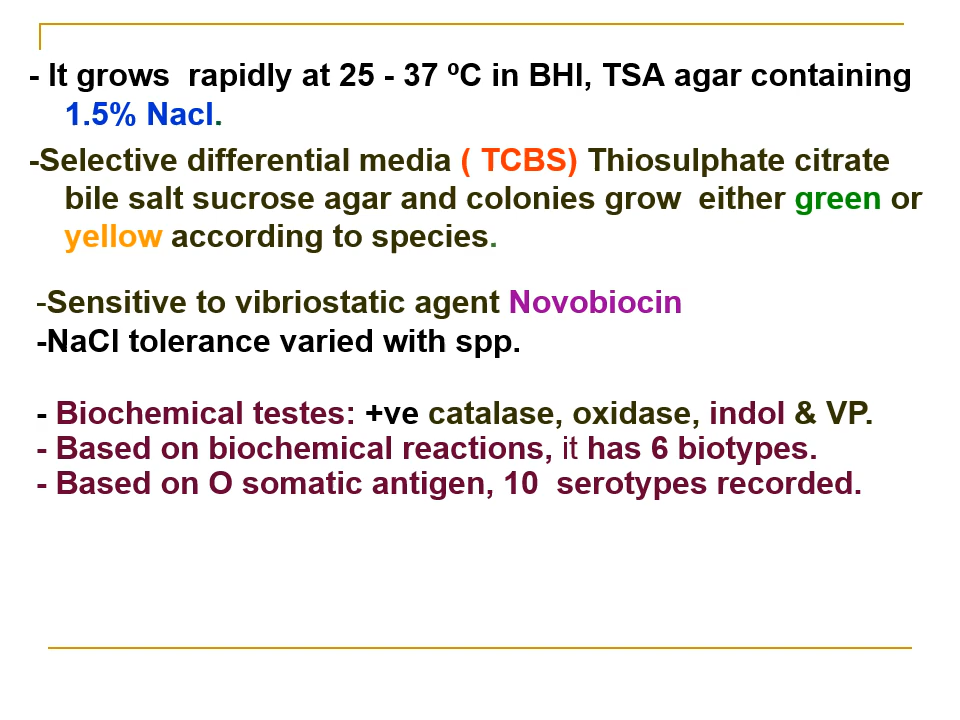 - It grows  rapidly at 25 - 37 ºC in BHI, TSA agar containing
1.5% Nacl.
-Selective differential media ( TCBS) Thiosulphate citrate
bile salt sucrose agar and colonies grow  either green or
yellow according to species.
-Sensitive to vibriostatic agent Novobiocin
-NaCl tolerance varied with spp.
- Biochemical testes: +ve catalase, oxidase, indol & VP.
- Based on biochemical reactions, it has 6 biotypes.
- Based on O somatic antigen, 10  serotypes recorded.